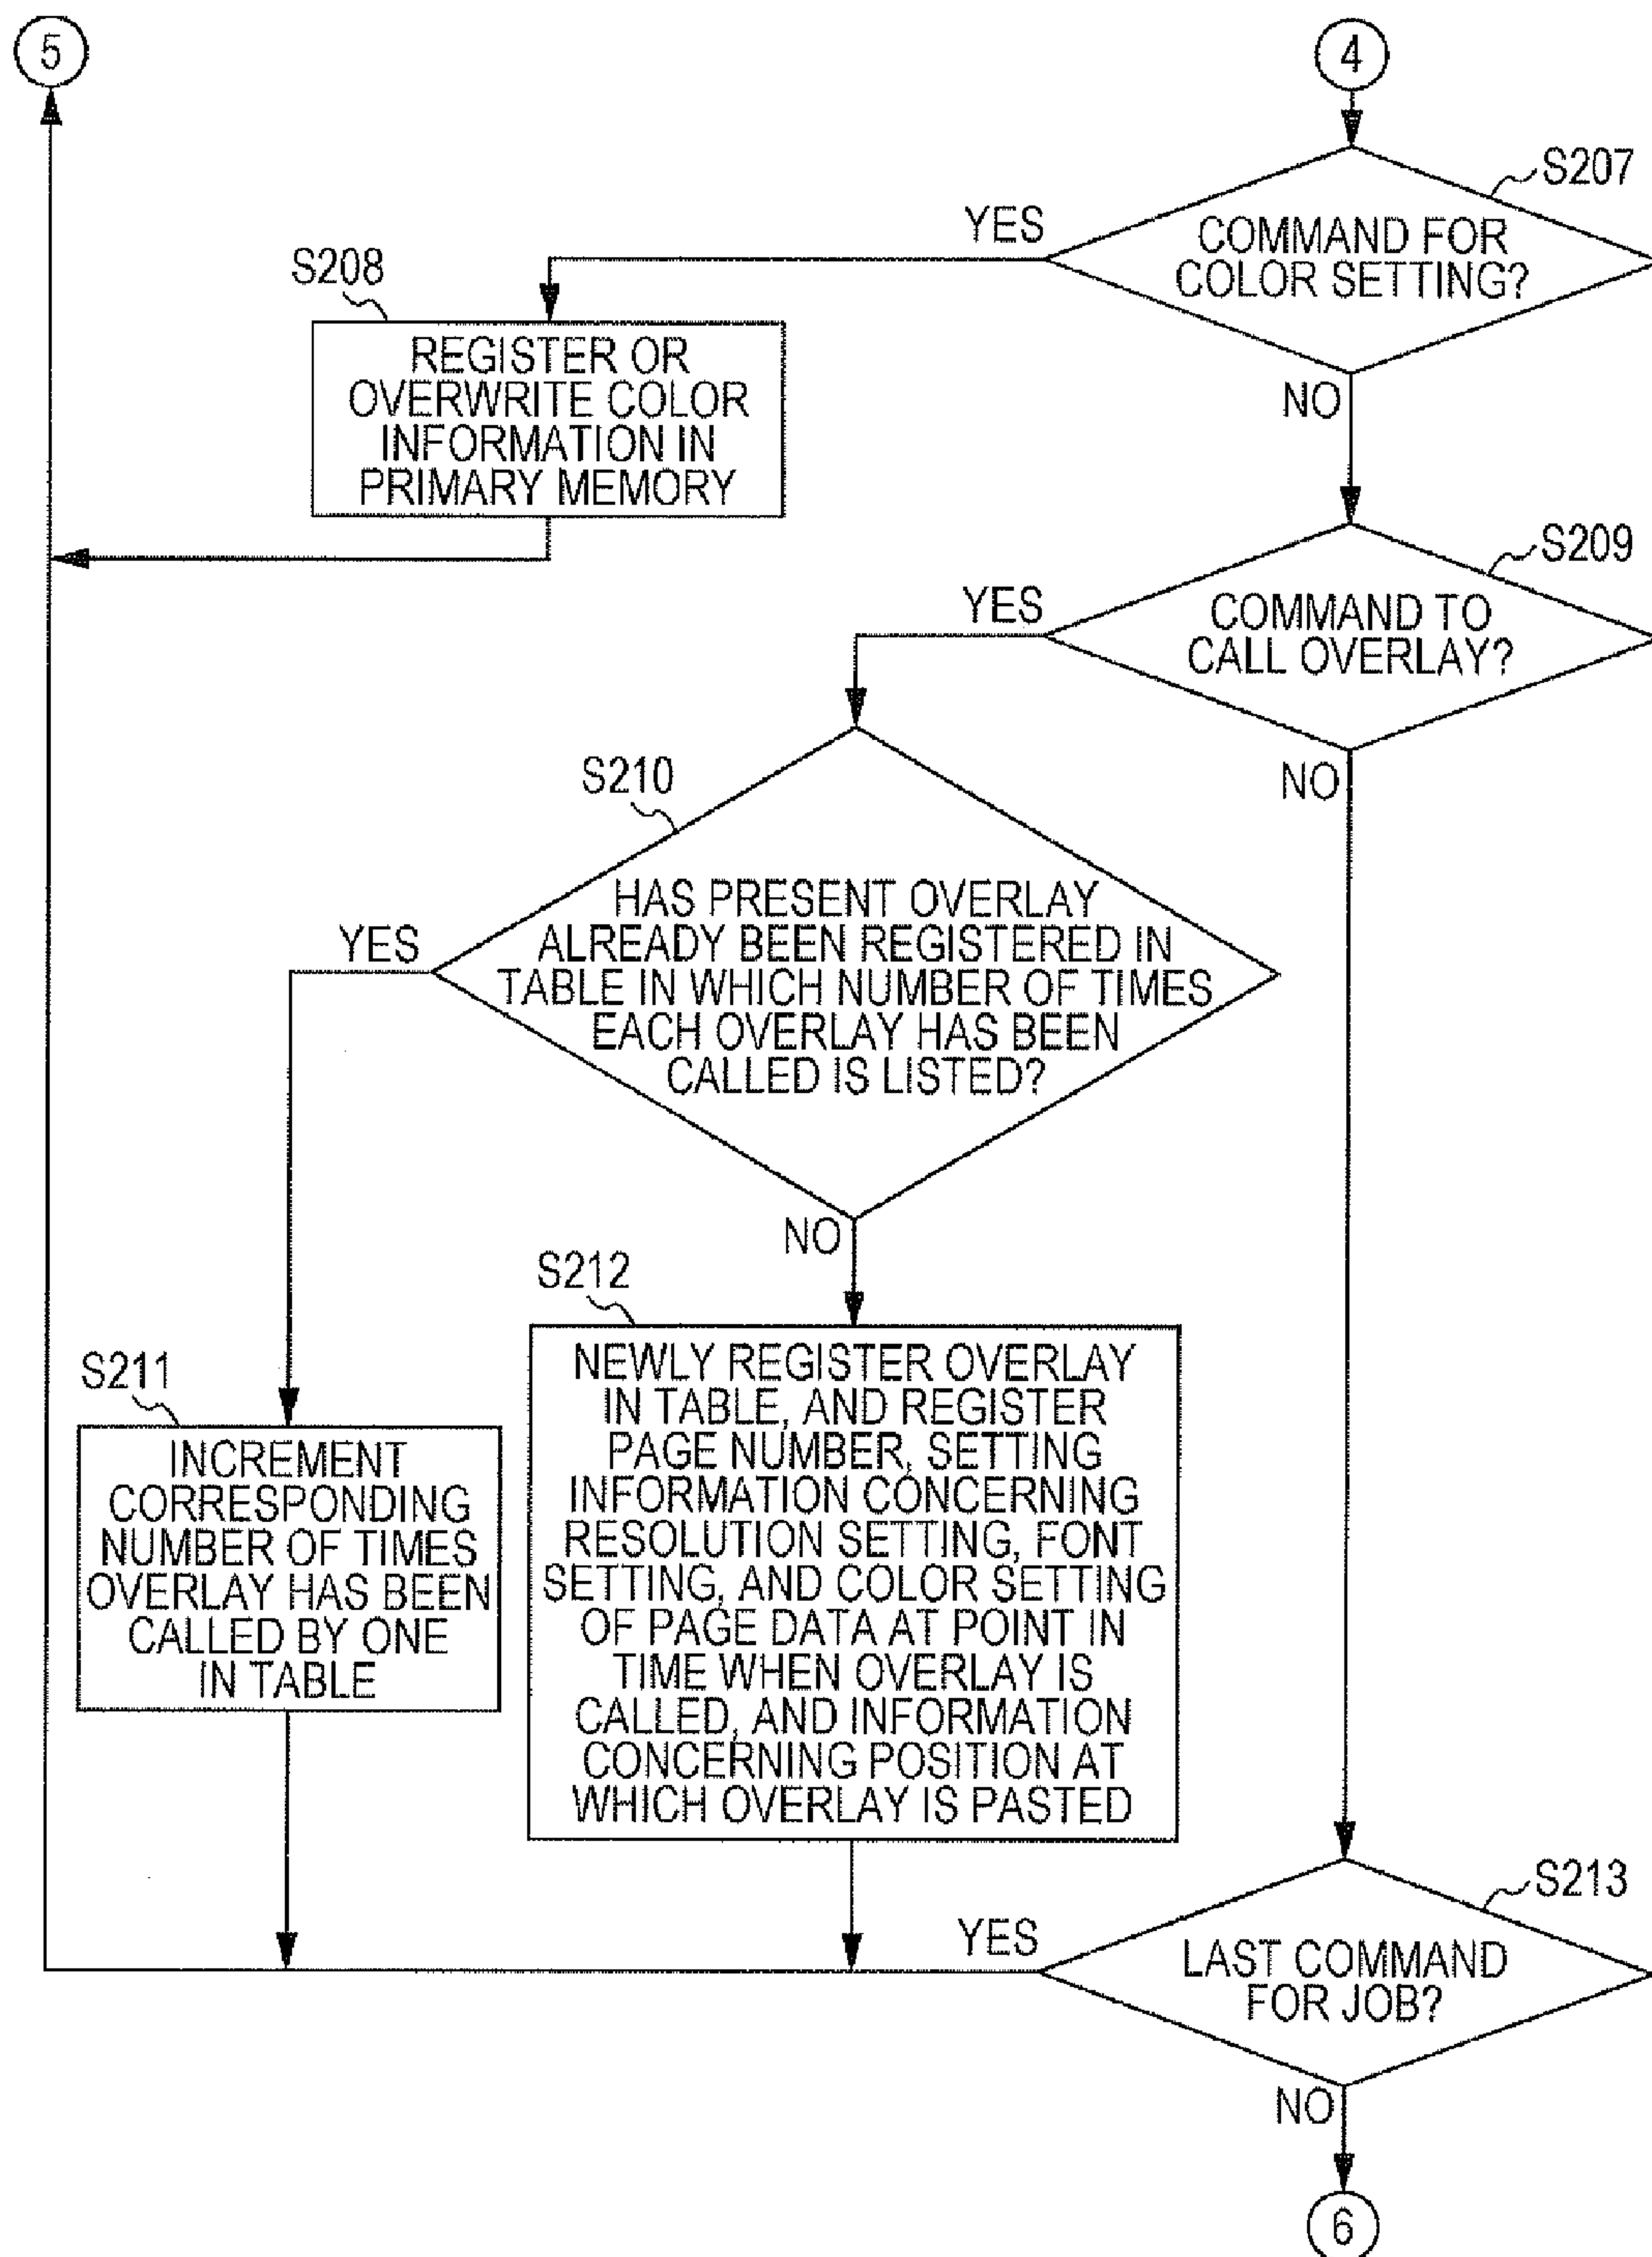 5
4
S207
YES
COMMAND FOR
COLOR SETTING?
S208
REGISTER OR
OVERWRITE COLOR
INFORMATION IN
PRIMARY MEMORY
NO
S209
YES
COMMAND TO
CALL OVERLAY?
NO
S210
YES
HAS PRESENT OVERLAY
ALREADY BEEN REGISTERED IN
TABLE IN WHICH NUMBER OF TIMES
EACH OVERLAY HAS BEEN
CALLED IS LISTED?
NO
S211
INCREMENT
CORRESPONDING
NUMBER OF TIMES
OVERLAY HAS BEEN
CALLED BY ONE
IN TABLE
S212
NEWLY REGISTER OVERLAY
IN TABLE, AND REGISTER
PAGE NUMBER, SETTING
INFORMATION CONCERNING
RESOLUTION SETTING, FONT
SETTING, AND COLOR SETTING
OF PAGE DATA AT POINT IN
TIME WHEN OVERLAY IS
CALLED, AND INFORMATION
CONCERNING POSITION AT
WHICH OVERLAY IS PASTED
S213
YES
LAST COMMAND
FOR JOB?
NO
6